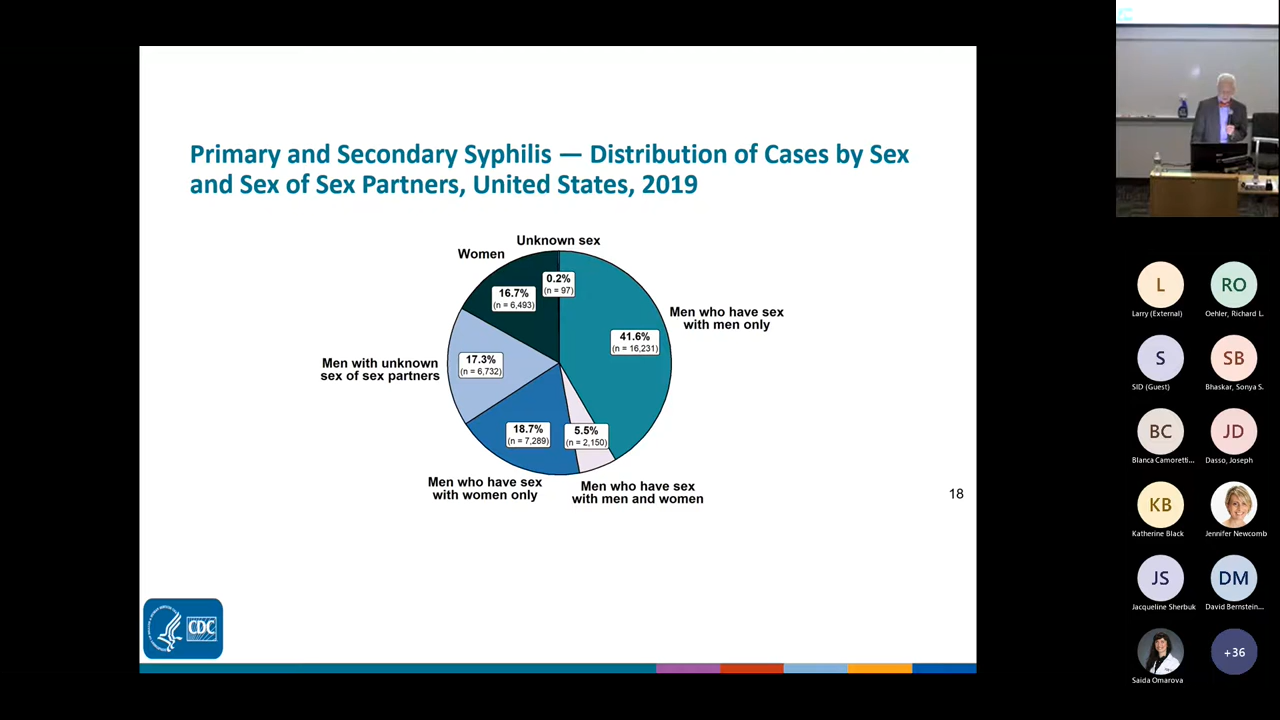 Primary and Secondary Syphilis — Distribution of Cases by Sex
and Sex of Sex Partners, United States, 2019
Unknown sex
Women
0.2%
(n = 97)
16.7%
(n = 6,493)
Men who have sex
with men only
41.6%
(n = 16,231)
Men with unknown
sex of sex partners
17.3%
(n = 6,732)
18.7%
(n = 7,289)
5.5%
(n = 2,150)
Men who have sex
with women only
Men who have sex
with men and women
18
CDC
L
Larry (External)
RO
Oehler, Richard L.
S
SID (Guest)
SB
Bhaskar, Sonya S.
BC
Blanca Camoretti...
JD
Dasso, Joseph
KB
Katherine Black
Jennifer Newcomb
JS
Jacqueline Sherbuk
DM
David Bernstein...
Saida Omarova
+36